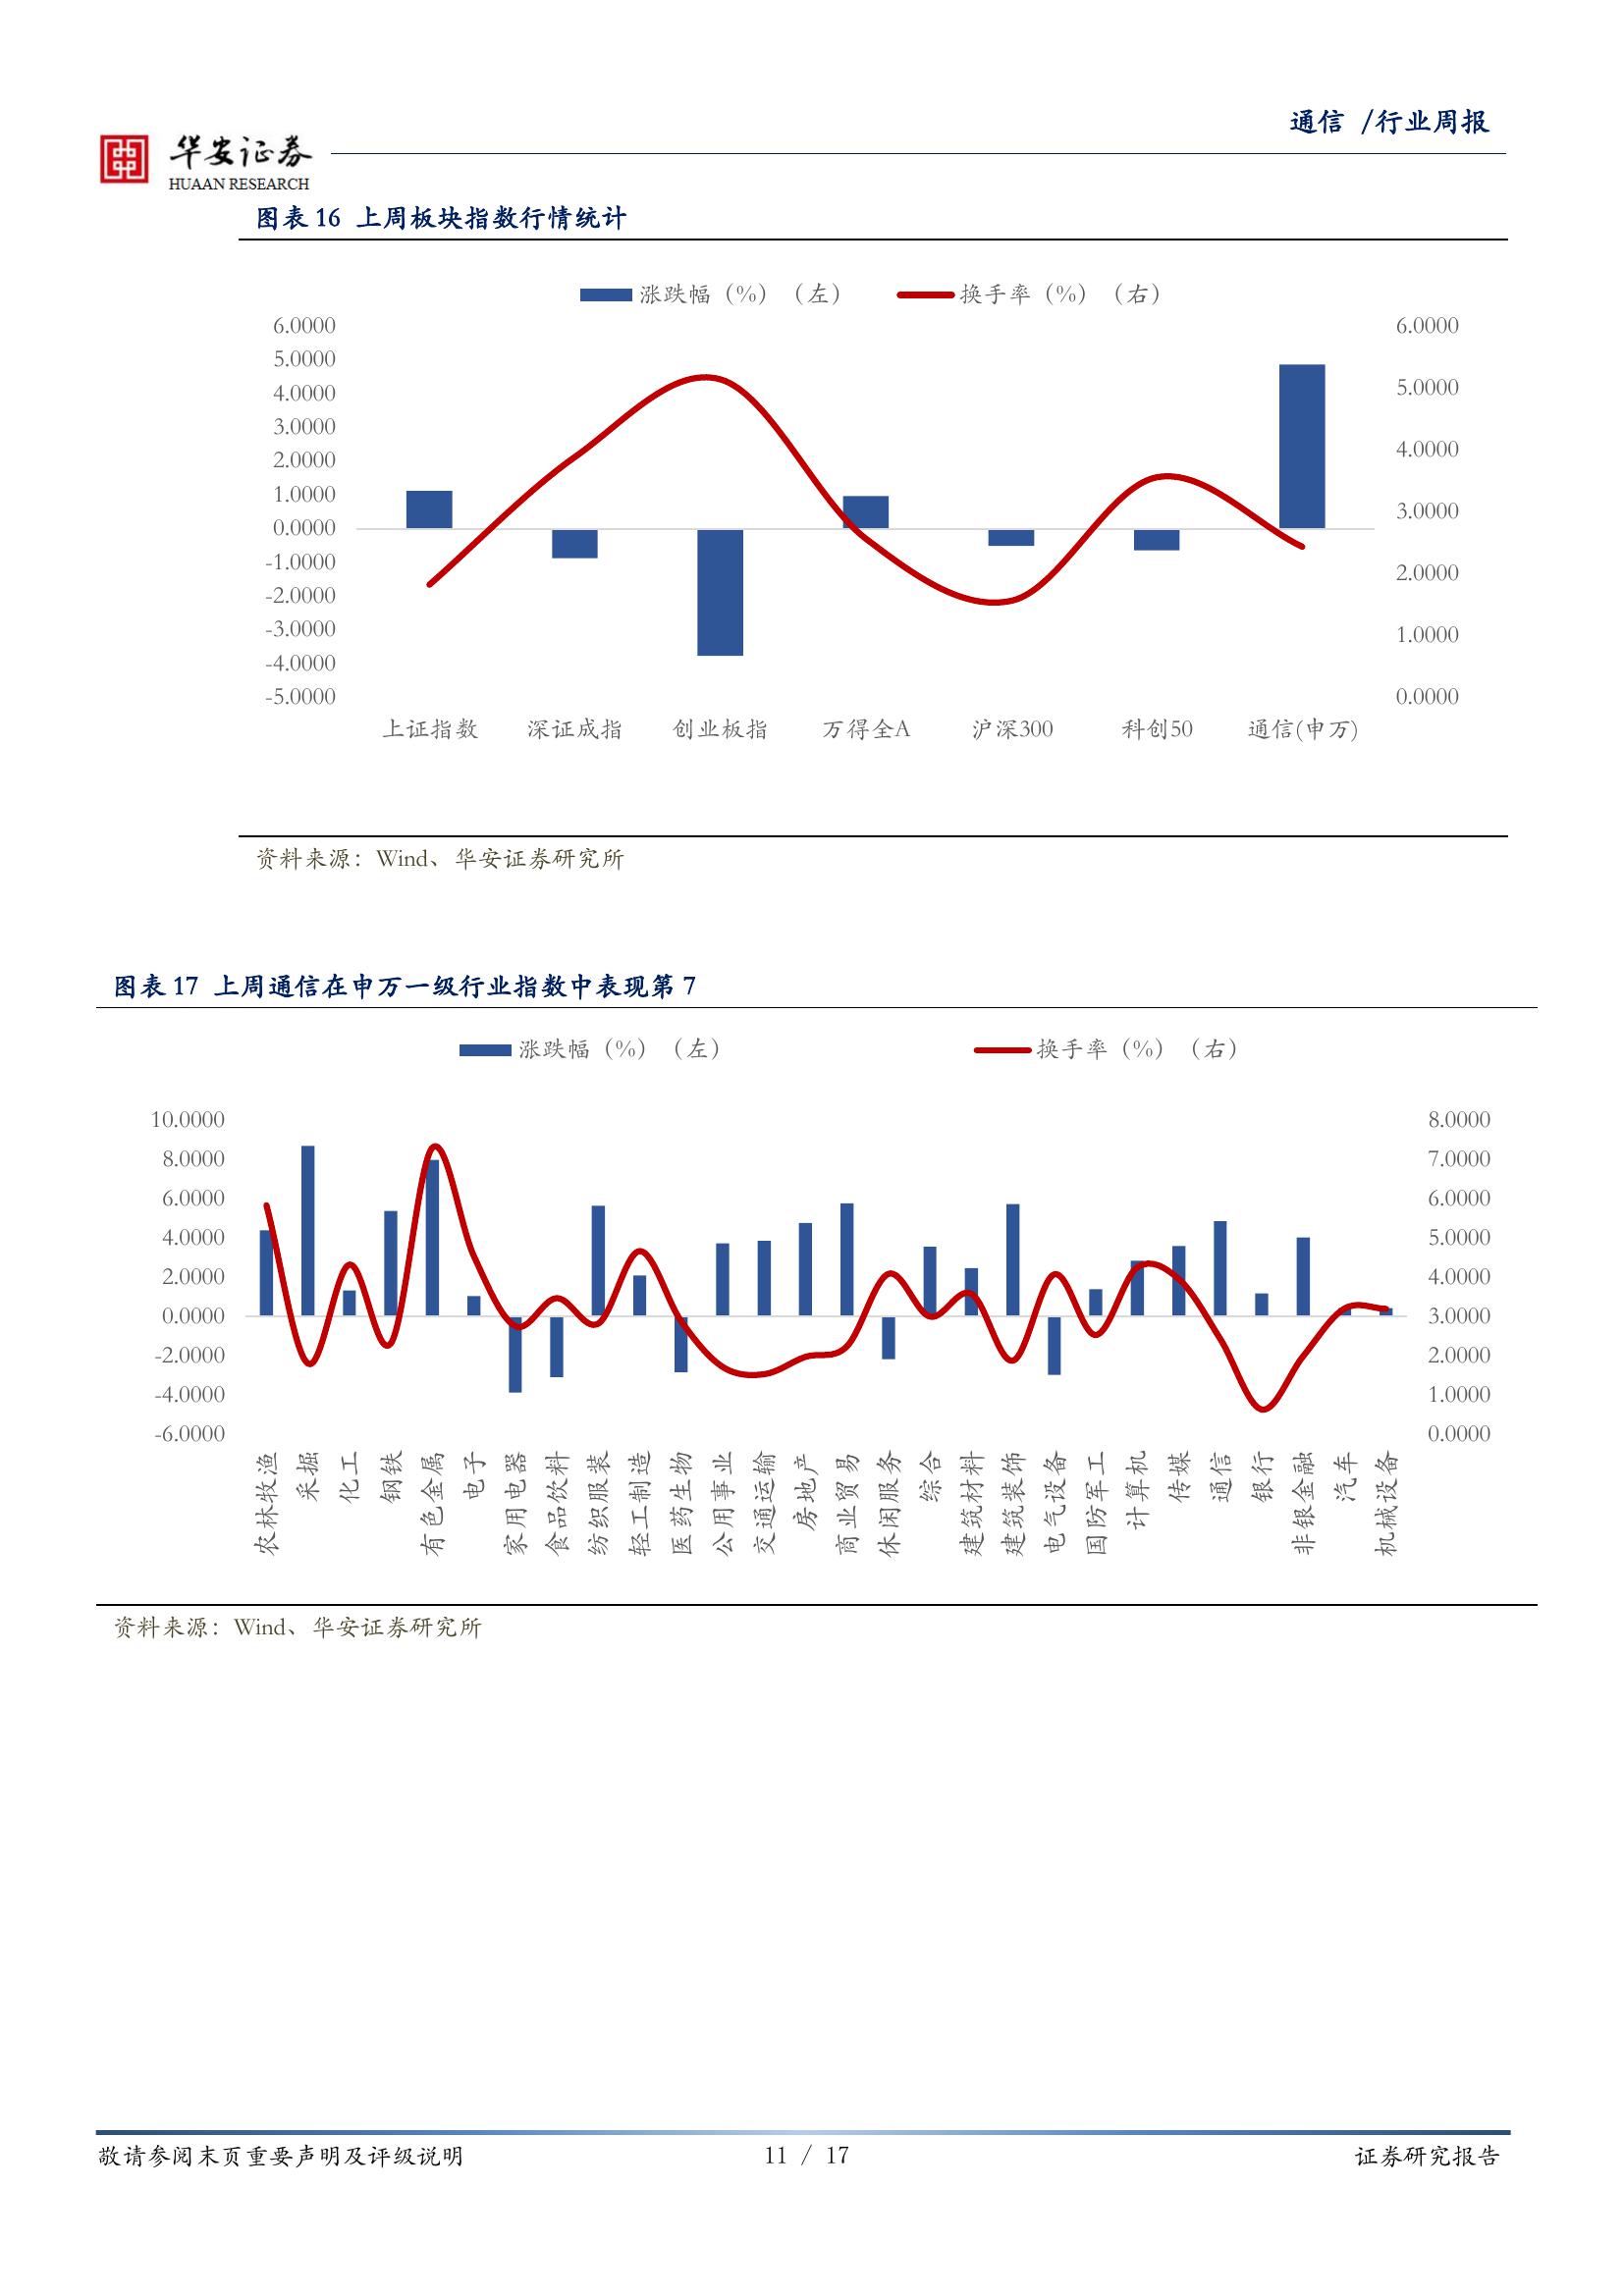 通信 /行业周报
华安证券
HUAAN RESEARCH
图表 16 上周板块指数行情统计
涨跌幅（%）（左） 换手率（%）（右）
6.0000 6.0000
5.0000 5.0000
4.0000 4.0000
3.0000 3.0000
2.0000 2.0000
1.0000 1.0000
0.0000 0.0000
-1.0000
-2.0000
-3.0000
-4.0000
-5.0000
上证指数 深证成指 创业板指 万得全A 沪深300 科创50 通信(申万)
资料来源：Wind、华安证券研究所
图表 17 上周通信在申万一级行业指数中表现第 7
涨跌幅（%）（左） 换手率（%）（右）
10.0000 8.0000
8.0000 7.0000
6.0000 6.0000
4.0000 5.0000
2.0000 4.0000
0.0000 3.0000
-2.0000 2.0000
-4.0000 1.0000
-6.0000 0.0000
农林牧渔 采掘 化工 钢铁 有色金属 电子 家用电器 食品饮料 纺织服装 轻工制造 医药生物 公用事业 交通运输 房地产 商业贸易 休闲服务 综合 建筑材料 建筑装饰 电气设备 国防军工 计算机 传媒 通信 银行 非银金融 汽车 机械设备
资料来源：Wind、华安证券研究所
敬请参阅末页重要声明及评级说明 11 / 17 证券研究报告